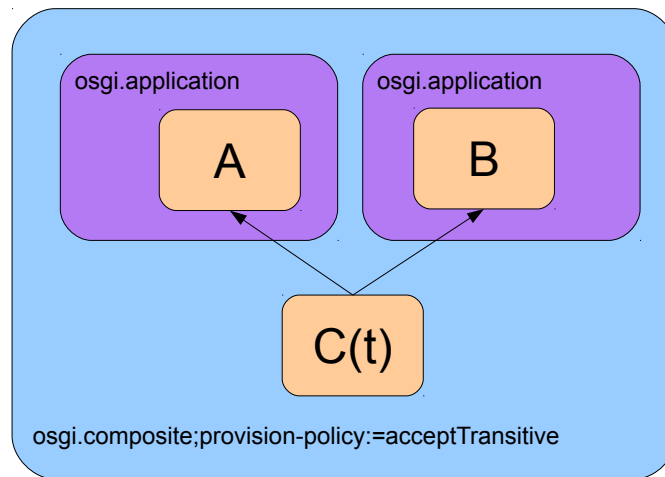 osgi.application
osgi.application
A
B
C(t)
osgi.composite;provision-policy:=acceptTransitive